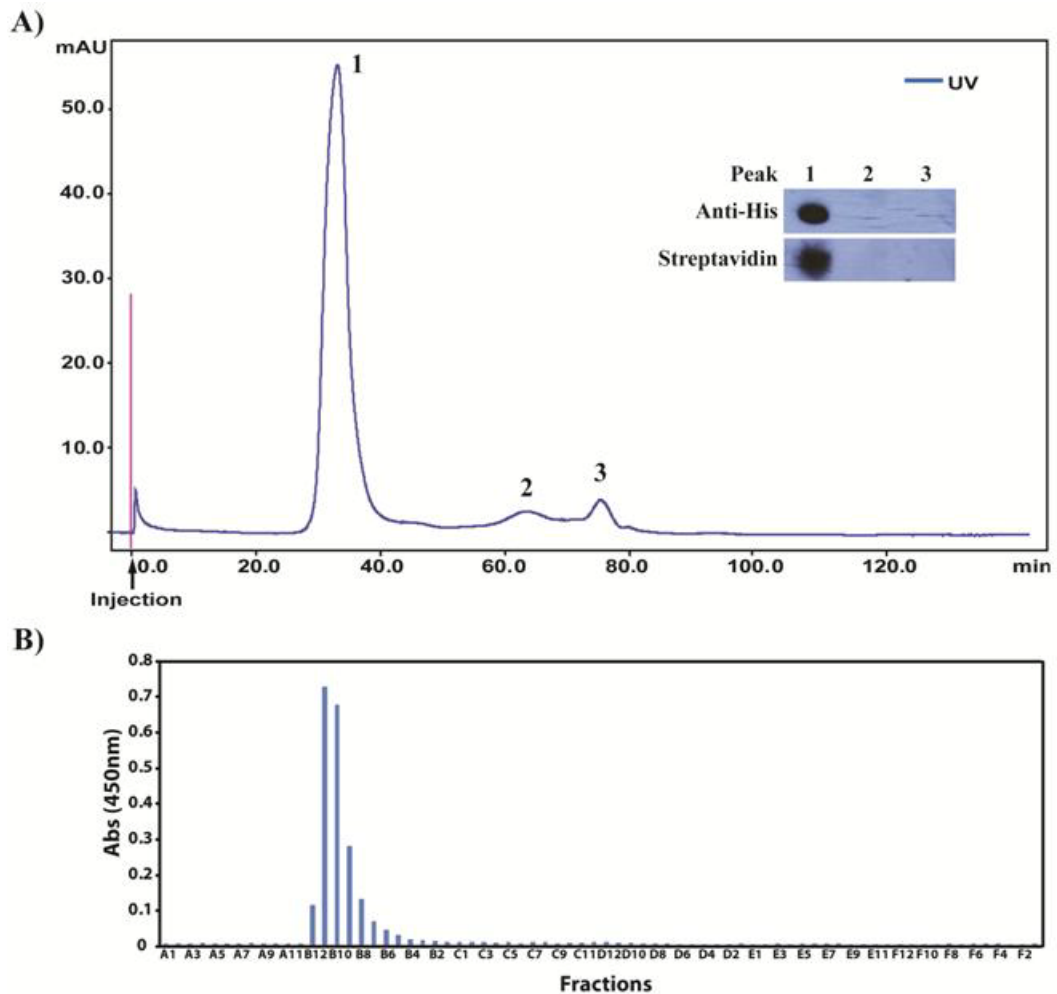 A)
mAU
1
UV
50.0
Peak 1 2 3
40.0
Anti-His
Streptavidin
30.0
20.0
10.0
2 3
0.0 20.0 40.0 60.0 80.0 100.0 120.0 min
Injection
B)
0.8
0.7
0.6
0.5
0.4
0.3
0.2
0.1
0
Abs (450nm)
A1 A3 A5 A7 A9 A11 B12 B10 B8 B6 B4 B2 C1 C3 C5 C7 C9 C11 D12 D10 D8 D6 D4 D2 E1 E3 E5 E7 E9 E11 F12 F10 F8 F6 F4 F2
Fractions